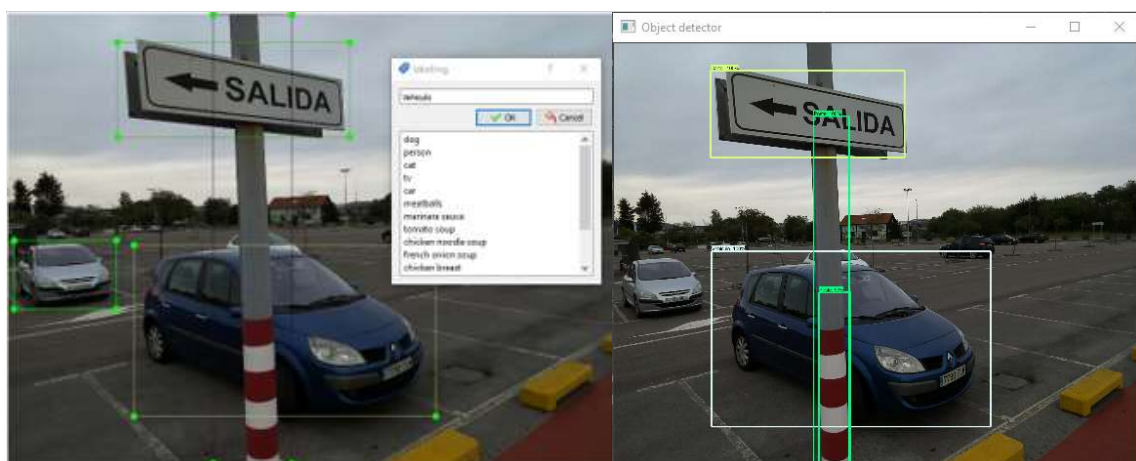 SALIDA
labelImg
vehiculo
OK
Cancel
dog
person
cat
tv
car
meatballs
marinara sauce
tomato soup
chicken noodle soup
french onion soup
chicken breast
Object detector
SALIDA